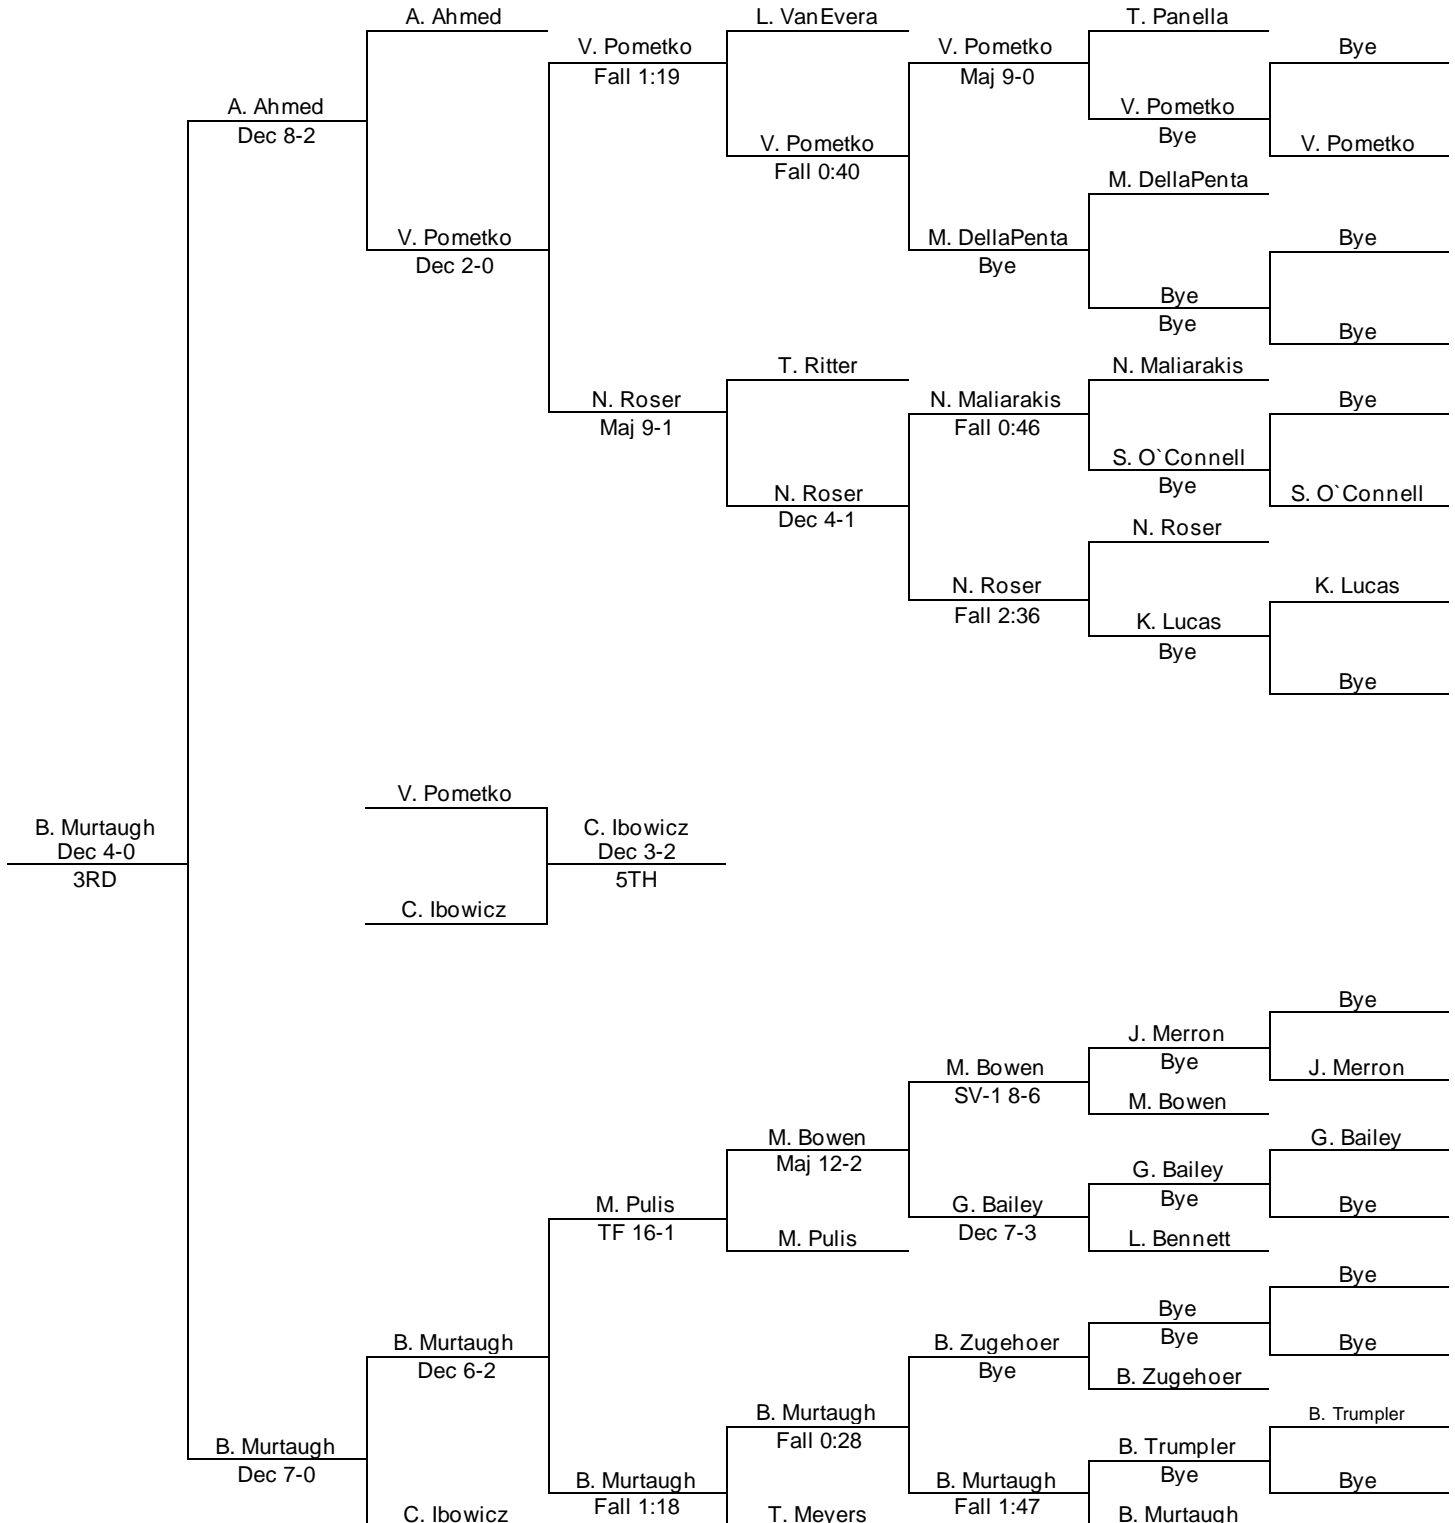 A. Ahmed
L. VanEvera
T. Panella
V. Pometko
Fall 1:19
V. Pometko
Maj 9-0
Bye
A. Ahmed
Dec 8-2
V. Pometko
Bye
V. Pometko
Fall 0:40
V. Pometko
M. DellaPenta
V. Pometko
Dec 2-0
M. DellaPenta
Bye
Bye
Bye
Bye
Bye
T. Ritter
N. Maliarakis
N. Roser
Maj 9-1
N. Maliarakis
Fall 0:46
Bye
S. O`Connell
Bye
N. Roser
Dec 4-1
S. O`Connell
N. Roser
N. Roser
Fall 2:36
K. Lucas
K. Lucas
Bye
Bye
V. Pometko
B. Murtaugh
Dec 4-0
3RD
C. Ibowicz
Dec 3-2
5TH
C. Ibowicz
Bye
J. Merron
Bye
M. Bowen
SV-1 8-6
J. Merron
M. Bowen
M. Bowen
Maj 12-2
G. Bailey
G. Bailey
Bye
M. Pulis
TF 16-1
G. Bailey
Dec 7-3
Bye
M. Pulis
L. Bennett
Bye
Bye
Bye
B. Murtaugh
Dec 6-2
B. Zugehoer
Bye
Bye
B. Zugehoer
B. Murtaugh
Fall 0:28
B. Trumpler
B. Murtaugh
Dec 7-0
B. Trumpler
Bye
B. Murtaugh
Fall 1:18
B. Murtaugh
Fall 1:47
Bye
C. Ibowicz
T. Meyers
B. Murtaugh